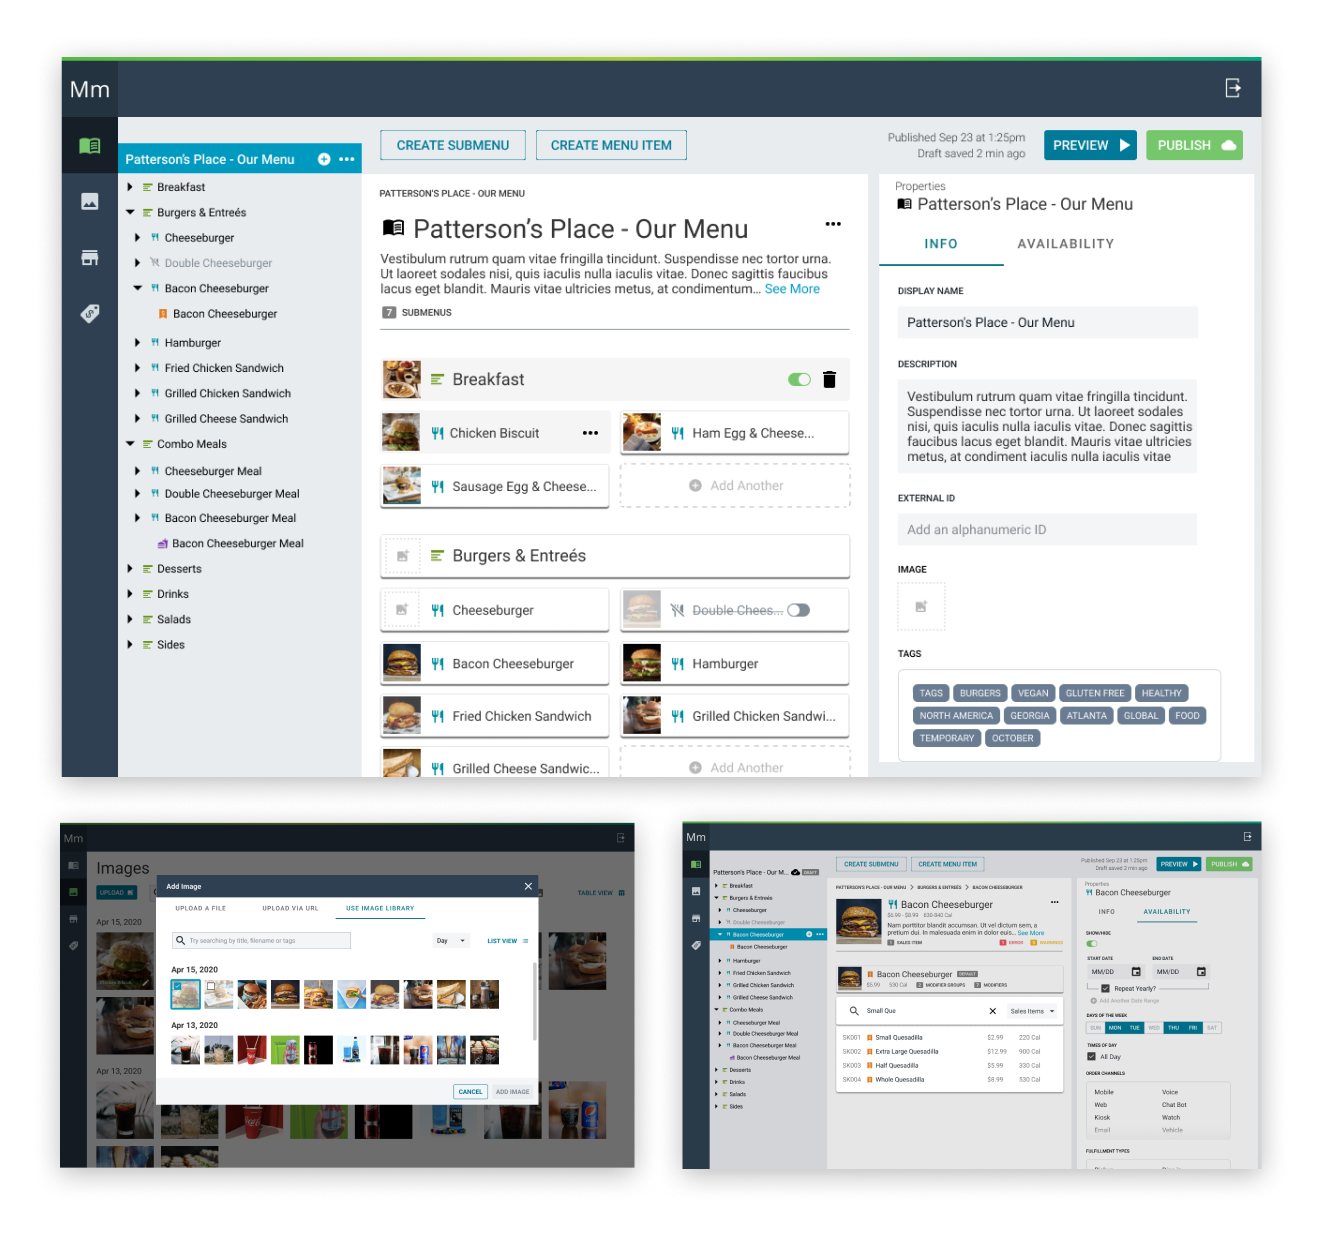 Mm
Patterson's Place - Our Menu
Breakfast
Burgers & Entreés
Cheeseburger
Double Cheeseburger
Bacon Cheeseburger
Bacon Cheeseburger
Hamburger
Fried Chicken Sandwich
Grilled Chicken Sandwich
Grilled Cheese Sandwich
Combo Meals
Cheeseburger Meal
Double Cheeseburger Meal
Bacon Cheeseburger Meal
Bacon Cheeseburger Meal
Desserts
Drinks
Salads
Sides
CREATE SUBMENU
CREATE MENU ITEM
Published Sep 23 at 1:25pm
Draft saved 2 min ago
PREVIEW
PUBLISH
PATTERSON'S PLACE - OUR MENU
Patterson's Place - Our Menu
Vestibulum rutrum quam vitae fringilla tincidunt. Suspendisse nec tortor urna.
Ut laoreet sodales nisi, quis iaculis nulla iaculis vitae. Donec sagittis faucibus
lacus eget blandit. Mauris vitae ultricies metus, at condimentum... See More
7 SUBMENUS
Breakfast
Chicken Biscuit
Ham Egg & Cheese...
Sausage Egg & Cheese...
Add Another
Burgers & Entreés
Cheeseburger
Double Chees...
Bacon Cheeseburger
Hamburger
Fried Chicken Sandwich
Grilled Chicken Sandwi...
Grilled Cheese Sandwic...
Add Another
Properties
Patterson's Place - Our Menu
INFO
AVAILABILITY
DISPLAY NAME
Patterson's Place - Our Menu
DESCRIPTION
Vestibulum rutrum quam vitae fringilla tincidunt.
Suspendisse nec tortor urna. Ut laoreet sodales
nisi, quis iaculis nulla iaculis vitae. Donec sagittis
faucibus lacus eget blandit. Mauris vitae ultricies
metus, at condiment iaculis nulla iaculis vitae
EXTERNAL ID
Add an alphanumeric ID
IMAGE
TAGS
TAGS BURGERS VEGAN GLUTEN FREE HEALTHY
NORTH AMERICA GEORGIA ATLANTA GLOBAL FOOD
TEMPORARY OCTOBER
Mm
Images
UPLOAD
TABLE VIEW
Apr 15, 2020
Apr 13, 2020
Add Image
UPLOAD A FILE
UPLOAD VIA URL
USE IMAGE LIBRARY
Try searching by title, filename or tags
Day
LIST VIEW
Apr 15, 2020
Apr 13, 2020
CANCEL
ADD IMAGE
Mm
Patterson's Place - Our M... DRAFT
Breakfast
Burgers & Entreés
Cheeseburger
Double Cheeseburger
Bacon Cheeseburger
Bacon Cheeseburger
Hamburger
Fried Chicken Sandwich
Grilled Chicken Sandwich
Grilled Cheese Sandwich
Combo Meals
Cheeseburger Meal
Double Cheeseburger Meal
Bacon Cheeseburger Meal
Bacon Cheeseburger Meal
Desserts
Drinks
Salads
Sides
CREATE SUBMENU
CREATE MENU ITEM
Published Sep 23 at 1:25pm
Draft saved 2 min ago
PREVIEW
PUBLISH
PATTERSON'S PLACE - OUR MENU > BURGERS & ENTREÉS > BACON CHEESEBURGER
Bacon Cheeseburger
$6.99 - $8.99 630-840 Cal
Nam porttitor blandit accumsan. Ut vel dictum sem, a
pretium dui. In malesuada enim in dolor euis... See More
1 SALES ITEM
1 ERROR
WARNINGS
Bacon Cheeseburger DEFAULT
$5.99 530 Cal 2 MODIFIER GROUPS 7 MODIFIERS
Small Que
Sales Items
SK001 Small Quesadilla $2.99 220 Cal
SK002 Extra Large Quesadilla $12.99 900 Cal
SK003 Half Quesadilla $5.99 330 Cal
SK004 Whole Quesadilla $8.99 530 Cal
Properties
Bacon Cheeseburger
INFO
AVAILABILITY
SHOW/HIDE
START DATE
END DATE
MM/DD
MM/DD
Repeat Yearly?
Add Another Date Range
DAYS OF THE WEEK
SUN MON TUE WED THU FRI SAT
TIMES OF DAY
All Day
ORDER CHANNELS
Mobile Voice
Web Chat Bot
Kiosk Watch
Email Vehicle
FULFILLMENT TYPES